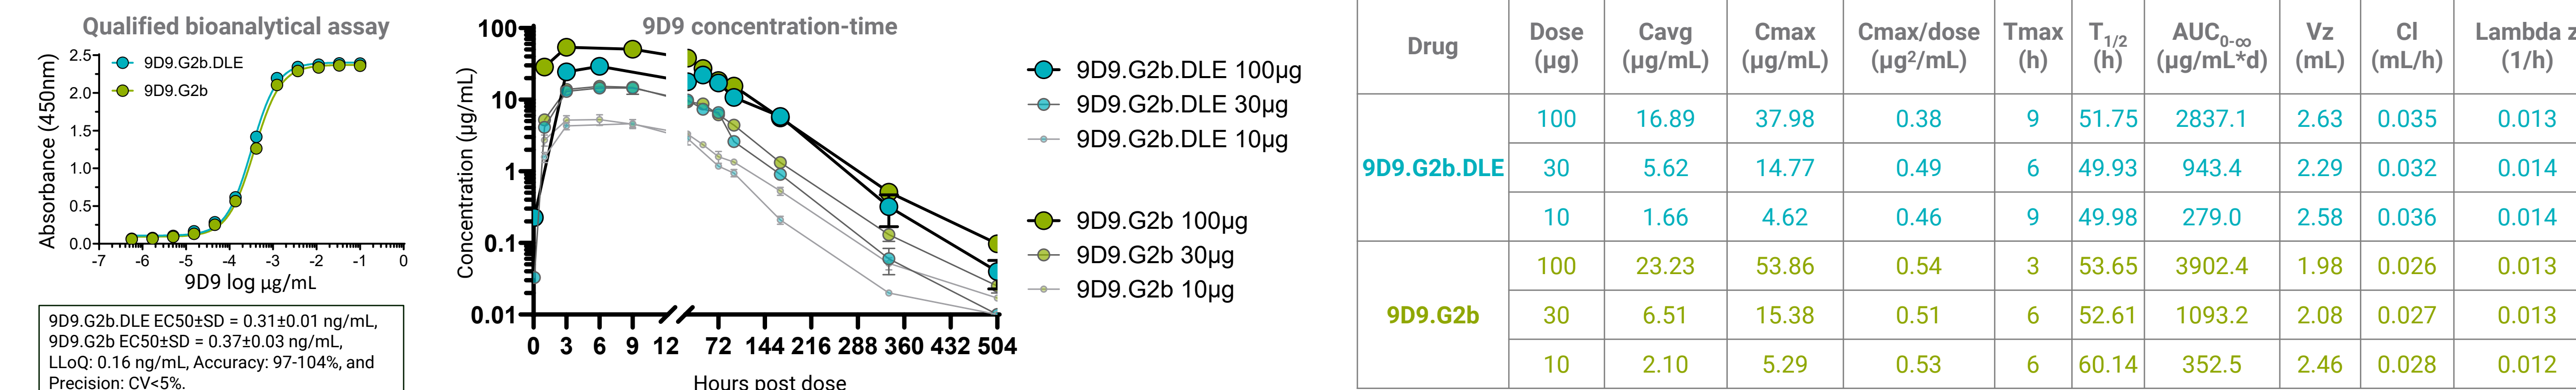 Qualified bioanalytical assay
Absorbance (450nm)
2.5
2.0
1.5
1.0
0.5
0.0
9D9.G2b.DLE
9D9.G2b
-7 -6 -5 -4 -3 -2 -1 0
9D9 log µg/mL
9D9.G2b.DLE EC50±SD = 0.31±0.01 ng/mL,
9D9.G2b EC50±SD = 0.37±0.03 ng/mL,
LLoQ: 0.16 ng/mL, Accuracy: 97-104%, and
Precision: CV<5%.
9D9 concentration-time
Concentration (µg/mL)
100
10
1
0.1
0.01
0 3 6 9 12 72 144 216 288 360 432 504
Hours post dose
9D9.G2b.DLE 100µg
9D9.G2b.DLE 30µg
9D9.G2b.DLE 10µg
9D9.G2b 100µg
9D9.G2b 30µg
9D9.G2b 10µg
Drug Dose (µg) Cavg (µg/mL) Cmax (µg/mL) Cmax/dose (µg²/mL) Tmax (h) T1/2 (h) AUC0-∞ (µg/mL*d) Vz (mL) Cl (mL/h) Lambda z (1/h)
9D9.G2b.DLE
100 16.89 37.98 0.38 9 51.75 2837.1 2.63 0.035 0.013
30 5.62 14.77 0.49 6 49.93 943.4 2.29 0.032 0.014
10 1.66 4.62 0.46 9 49.98 279.0 2.58 0.036 0.014
9D9.G2b
100 23.23 53.86 0.54 3 53.65 3902.4 1.98 0.026 0.013
30 6.51 15.38 0.51 6 52.61 1093.2 2.08 0.027 0.013
10 2.10 5.29 0.53 6 60.14 352.5 2.46 0.028 0.012